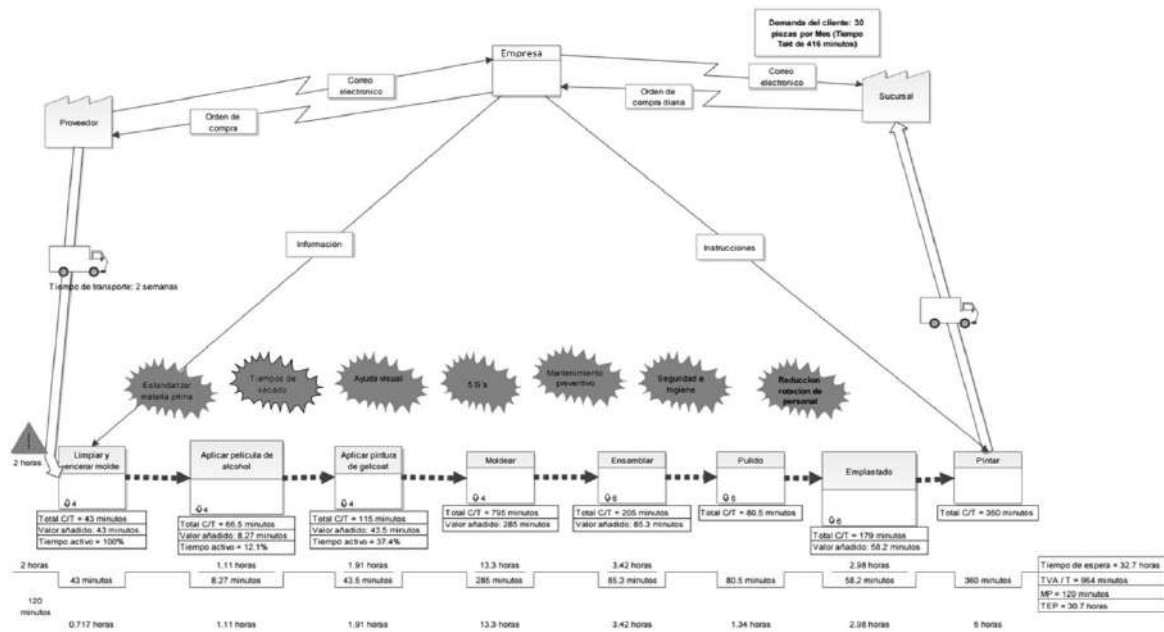 Demanda del cliente: 30
piezas por Mes (Tiempo
Takt de 416 minutos)
Empresa
Correo
electronico
Correo
electronico
Orden de
compra
Orden de
compra diaria
Proveedor
Sucursal
Información
Instrucciones
Tiempo de transporte: 2 semanas
Estandarizar
materia prima
Tiempos de
secado
Ayuda visual
5 S's
Mantenimiento
preventivo
Seguridad e
higiene
Reduccion
rotacion de
personal
2 horas
Limpiar y
encerar molde
4
Total C/T = 43 minutos
Valor añadido: 43 minutos
Tiempo activo = 100%
Aplicar película de
alcohol
4
Total C/T = 66.5 minutos
Valor añadido: 8.27 minutos
Tiempo activo = 12.1%
Aplicar pintura
de gelcoat
4
Total C/T = 115 minutos
Valor añadido: 43.5 minutos
Tiempo activo = 37.4%
Moldear
4
Total C/T = 795 minutos
Valor añadido: 285 minutos
Ensamblar
6
Total C/T = 205 minutos
Valor añadido: 85.3 minutos
Pulido
6
Total C/T = 80.5 minutos
Emplastado
6
Total C/T = 179 minutos
Valor añadido: 58.2 minutos
Pintar
Total C/T = 360 minutos
2 horas 1.11 horas 1.91 horas 13.3 horas 3.42 horas 2.98 horas
43 minutos 8.27 minutos 43.5 minutos 285 minutos 85.3 minutos 80.5 minutos 58.2 minutos 360 minutos
Tiempo de espera = 32.7 horas
TVA / T = 964 minutos
MP = 120 minutos
TEP = 30.7 horas
120
minutos
0.717 horas 1.11 horas 1.91 horas 13.3 horas 3.42 horas 1.34 horas 2.98 horas 6 horas